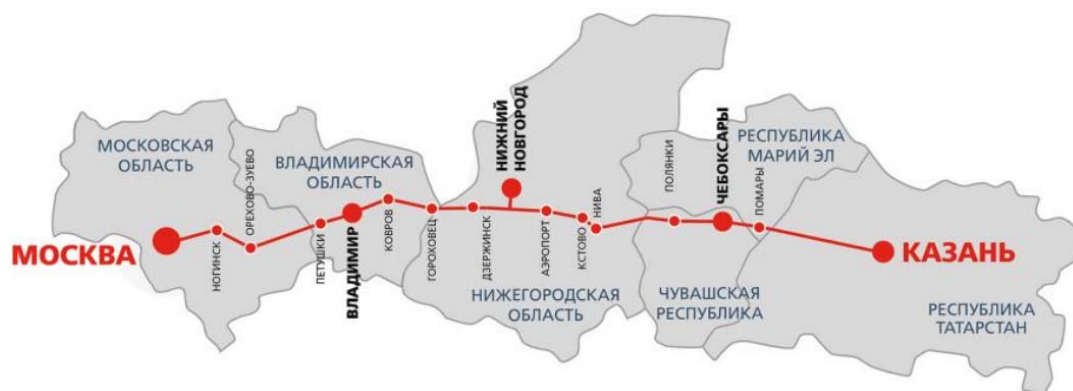 МОСКОВСКАЯ
ОБЛАСТЬ
МОСКВА
НОГИНСК
ОРЕХОВО-ЗУЕВО
ВЛАДИМИРСКАЯ
ОБЛАСТЬ
ПЕТУШКИ
ВЛАДИМИР
КОВРОВ
ГОРОХОВЕЦ
ДЗЕРЖИНСК
НИЖНИЙ
НОВГОРОД
АЭРОПОРТ
КСТОВО
НИВА
НИЖЕГОРОДСКАЯ
ОБЛАСТЬ
ПОЛЯНКИ
ЧЕБОКСАРЫ
ЧУВАШСКАЯ
РЕСПУБЛИКА
РЕСПУБЛИКА
МАРИЙ ЭЛ
ПОМАРЫ
КАЗАНЬ
РЕСПУБЛИКА
ТАТАРСТАН